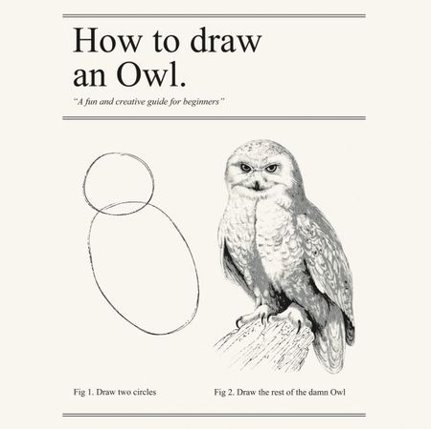 How to draw
an Owl.
“A fun and creative guide for beginners”
Fig 1. Draw two circles
Fig 2. Draw the rest of the damn Owl